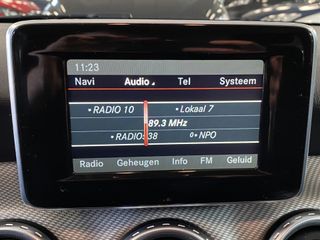 11:23
Navi Audio Tel Systeem
RADIO 10 Lokaal 7
89.3 MHz
RADIO 38 NPO
Radio Geheugen Info FM Geluid